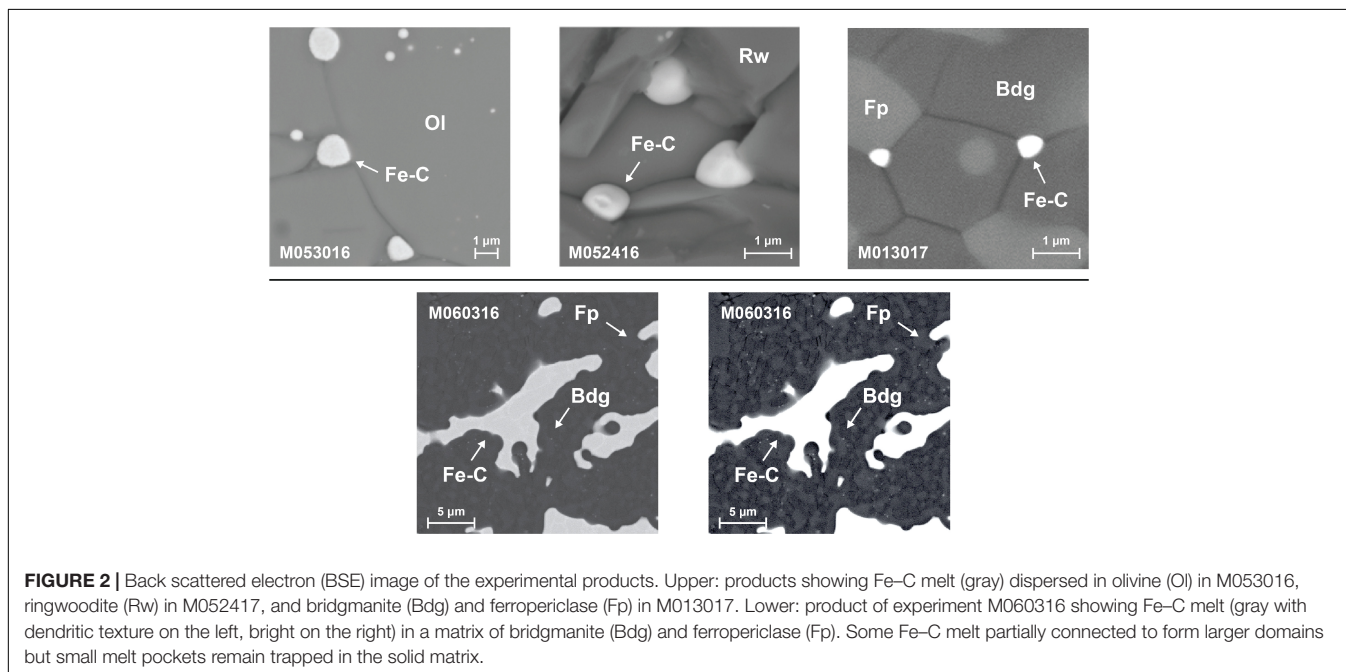 Ol
Fe-C
M053016
1 µm
Rw
Fe-C
M052416
1µm
Bdg
Fp
Fe-C
M013017
1 µm
M060316
Fp
Bdg
Fe-C
5 µm
M060316
Fp
Bdg
Fe-C
5 µm
FIGURE 2 | Back scattered electron (BSE) image of the experimental products. Upper: products showing Fe–C melt (gray) dispersed in olivine (Ol) in M053016,
ringwoodite (Rw) in M052417, and bridgmanite (Bdg) and ferropericlase (Fp) in M013017. Lower: product of experiment M060316 showing Fe–C melt (gray with
dendritic texture on the left, bright on the right) in a matrix of bridgmanite (Bdg) and ferropericlase (Fp). Some Fe–C melt partially connected to form larger domains
but small melt pockets remain trapped in the solid matrix.